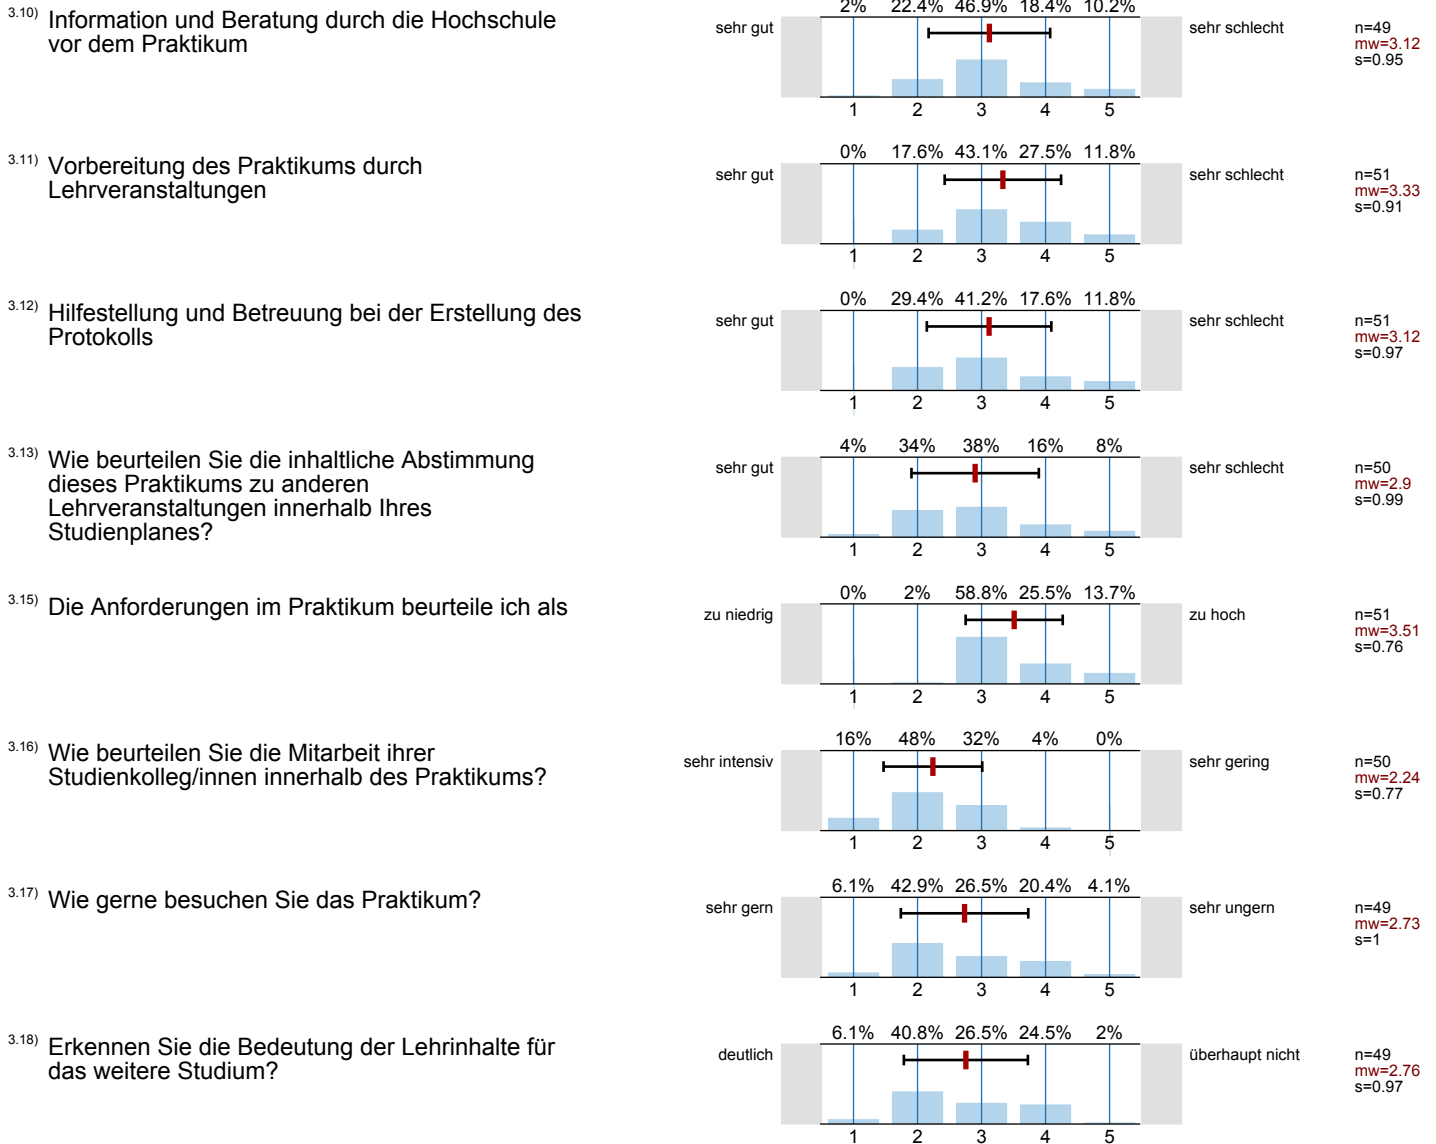 3.10) Information und Beratung durch die Hochschule
vor dem Praktikum
2% 22.4% 46.9% 18.4% 10.2%
sehr gut
sehr schlecht
n=49
mw=3.12
s=0.95
1 2 3 4 5
3.11) Vorbereitung des Praktikums durch
Lehrveranstaltungen
0% 17.6% 43.1% 27.5% 11.8%
sehr gut
sehr schlecht
n=51
mw=3.33
s=0.91
1 2 3 4 5
3.12) Hilfestellung und Betreuung bei der Erstellung des
Protokolls
0% 29.4% 41.2% 17.6% 11.8%
sehr gut
sehr schlecht
n=51
mw=3.12
s=0.97
1 2 3 4 5
3.13) Wie beurteilen Sie die inhaltliche Abstimmung
dieses Praktikums zu anderen
Lehrveranstaltungen innerhalb Ihres
Studienplanes?
4% 34% 38% 16% 8%
sehr gut
sehr schlecht
n=50
mw=2.9
s=0.99
1 2 3 4 5
3.15) Die Anforderungen im Praktikum beurteile ich als
0% 2% 58.8% 25.5% 13.7%
zu niedrig
zu hoch
n=51
mw=3.51
s=0.76
1 2 3 4 5
3.16) Wie beurteilen Sie die Mitarbeit ihrer
Studienkolleg/innen innerhalb des Praktikums?
16% 48% 32% 4% 0%
sehr intensiv
sehr gering
n=50
mw=2.24
s=0.77
1 2 3 4 5
3.17) Wie gerne besuchen Sie das Praktikum?
6.1% 42.9% 26.5% 20.4% 4.1%
sehr gern
sehr ungern
n=49
mw=2.73
s=1
1 2 3 4 5
3.18) Erkennen Sie die Bedeutung der Lehrinhalte für
das weitere Studium?
6.1% 40.8% 26.5% 24.5% 2%
deutlich
überhaupt nicht
n=49
mw=2.76
s=0.97
1 2 3 4 5